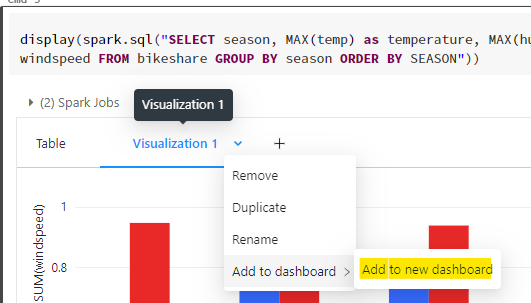 display(spark.sql("SELECT season, MAX(temp) as temperature, MAX(hu
windspeed FROM bikeshare GROUP BY season ORDER BY SEASON"))
(2) Spark Jobs
Visualization 1
Table
Visualization 1
+
Remove
Duplicate
Rename
Add to dashboard
Add to new dashboard
1
0.8
SUM(windspeed)